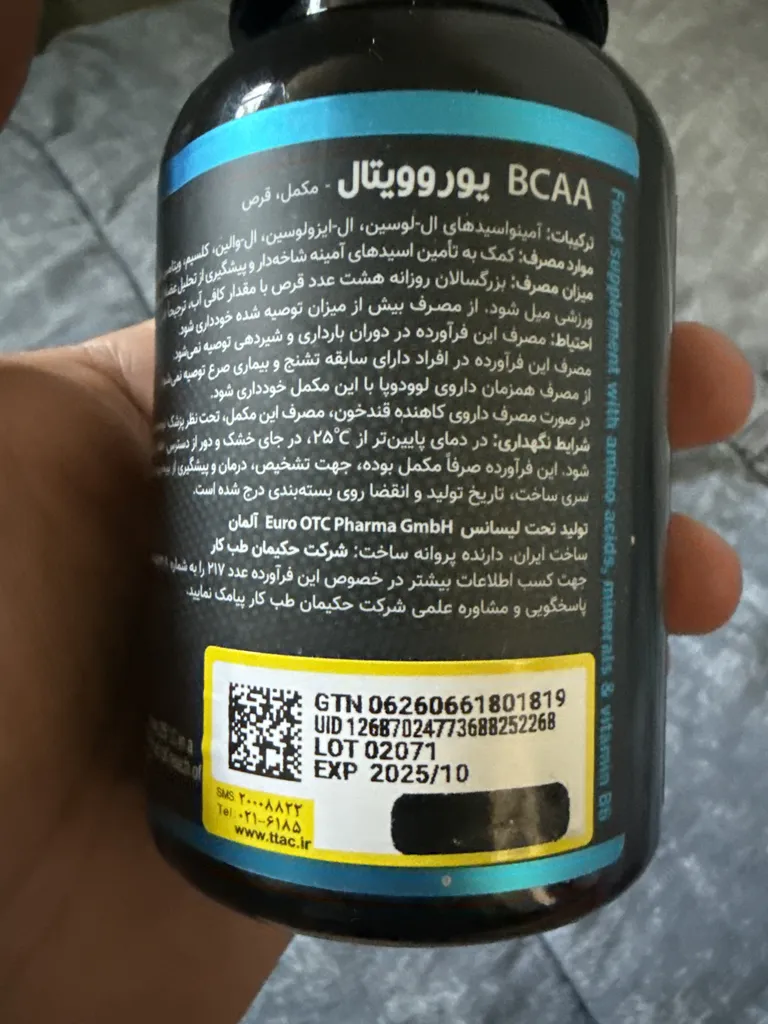 BCAA یوروویتال - مکمل، قرص
ترکیبات: آمینواسیدهای ال-لوسین، ال-ایزولوسین، ال-والین، کلسیم،
موارد مصرف: کمک به تأمین اسیدهای آمینه شاخه‌دار و پیشگیری از تحلیل
میزان مصرف: بزرگسالان روزانه هشت عدد قرص با مقدار کافی آب،
ورزشی میل شود. از مصرف بیش از میزان توصیه شده خودداری شود.
احتیاط: مصرف این فرآورده در دوران بارداری و شیردهی توصیه نمی‌شود.
مصرف این فرآورده در افراد دارای سابقه تشنج و بیماری صرع توصیه
از مصرف همزمان داروی لوودوپا با این مکمل خودداری شود.
در صورت مصرف داروی کاهنده قندخون، مصرف این مکمل، تحت نظر پزشک
شرایط نگهداری: در دمای پایین‌تر از ۲۵°C، در جای خشک و دور از دسترس
شود. این فرآورده صرفاً مکمل بوده، جهت تشخیص، درمان و پیشگیری از
سری ساخت، تاریخ تولید و انقضا روی بسته‌بندی درج شده است.
تولید تحت لیسانس Euro OTC Pharma GmbH آلمان
ساخت ایران. دارنده پروانه ساخت: شرکت حکیمان طب کار
جهت کسب اطلاعات بیشتر در خصوص این فرآورده عدد ۲۱۷ را به شماره
پاسخگویی و مشاوره علمی شرکت حکیمان طب کار پیامک نمایید.
Food supplement with amino acids, minerals & vitamin B6
GTN 06260661801819
UID 12687024773688252268
LOT 02071
EXP 2025/10
SMS: ۲۰۰۰۸۸۲۲
Tel: ۰۲۱-۶۱۸۵
www.ttac.ir